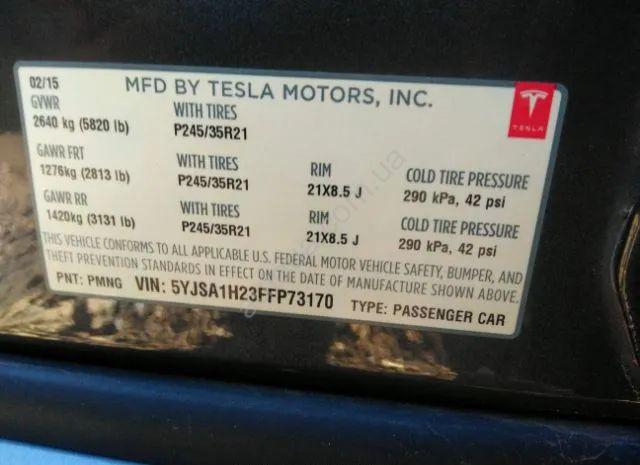 02/15 MFD BY TESLA MOTORS, INC.
GVWR WITH TIRES
2640 kg (5820 lb) P245/35R21
TESLA
GAWR FRT WITH TIRES RIM COLD TIRE PRESSURE
1276kg (2813 lb) P245/35R21 21X8.5 J 290 kPa, 42 psi
GAWR RR WITH TIRES RIM COLD TIRE PRESSURE
1420kg (3131 lb) P245/35R21 21X8.5 J 290 kPa, 42 psi
THIS VEHICLE CONFORMS TO ALL APPLICABLE U.S. FEDERAL MOTOR VEHICLE SAFETY, BUMPER, AND
THEFT PREVENTION STANDARDS IN EFFECT ON THE DATE OF MANUFACTURE SHOWN ABOVE.
PNT: PMNG VIN: 5YJSA1H23FFP73170 TYPE: PASSENGER CAR